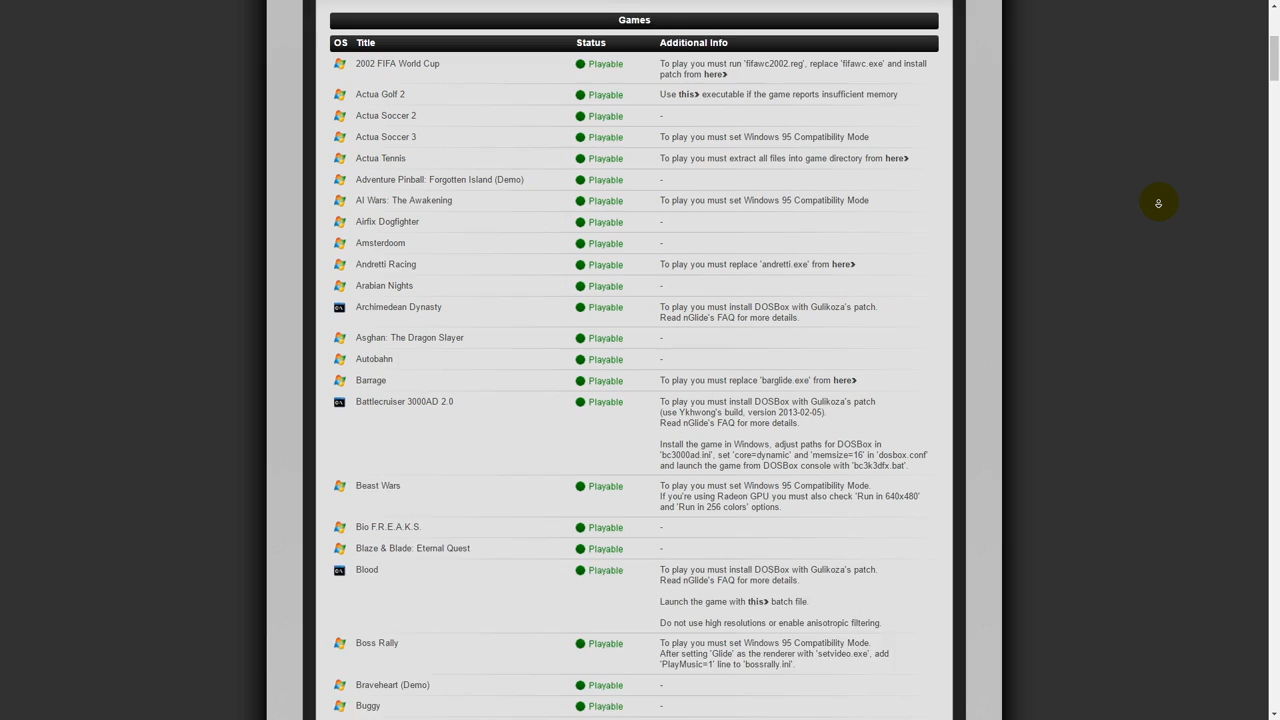 Games
OS Title Status Additional Info
2002 FIFA World Cup Playable To play you must run 'fifawc2002.reg', replace 'fifawc.exe' and install
patch from here
Actua Golf 2 Playable Use this executable if the game reports insufficient memory
Actua Soccer 2 Playable -
Actua Soccer 3 Playable To play you must set Windows 95 Compatibility Mode
Actua Tennis Playable To play you must extract all files into game directory from here
Adventure Pinball: Forgotten Island (Demo) Playable -
AI Wars: The Awakening Playable To play you must set Windows 95 Compatibility Mode
Airfix Dogfighter Playable -
Amsterdoom Playable -
Andretti Racing Playable To play you must replace 'andretti.exe' from here
Arabian Nights Playable -
Archimedean Dynasty Playable To play you must install DOSBox with Gulikoza's patch.
Read nGlide's FAQ for more details.
Asghan: The Dragon Slayer Playable -
Autobahn Playable -
Barrage Playable To play you must replace 'barglide.exe' from here
Battlecruiser 3000AD 2.0 Playable To play you must install DOSBox with Gulikoza's patch
(use Ykhwong's build, version 2013-02-05).
Read nGlide's FAQ for more details.
Install the game in Windows, adjust paths for DOSBox in
'bc3000ad.ini', set 'core=dynamic' and 'memsize=16' in 'dosbox.conf'
and launch the game from DOSBox console with 'bc3k3dfx.bat'.
Beast Wars Playable To play you must set Windows 95 Compatibility Mode.
If you're using Radeon GPU you must also check 'Run in 640x480'
and 'Run in 256 colors' options.
Bio F.R.E.A.K.S. Playable -
Blaze & Blade: Eternal Quest Playable -
Blood Playable To play you must install DOSBox with Gulikoza's patch.
Read nGlide's FAQ for more details.
Launch the game with this batch file.
Do not use high resolutions or enable anisotropic filtering.
Boss Rally Playable To play you must set Windows 95 Compatibility Mode.
After setting 'Glide' as the renderer with 'setvideo.exe', add
'PlayMusic=1' line to 'bossrally.ini'.
Braveheart (Demo) Playable -
Buggy Playable -